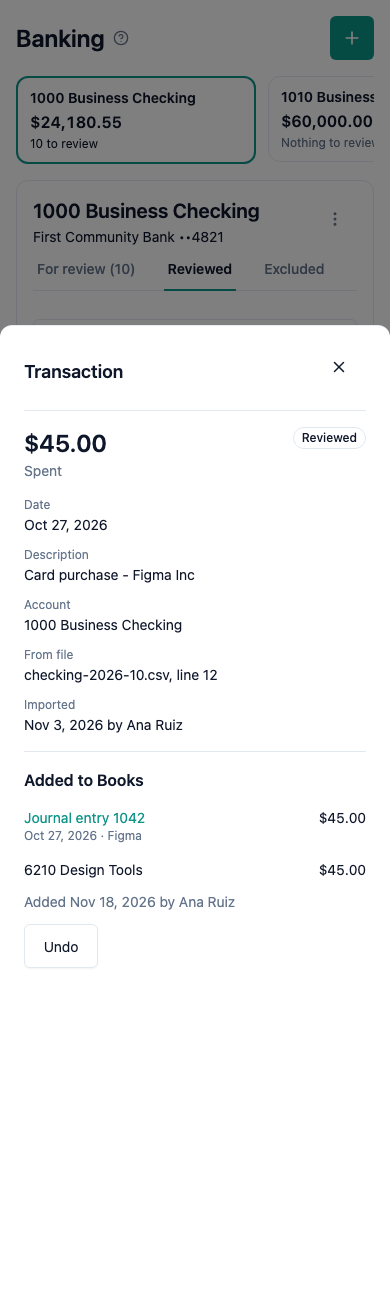 Banking
1000 Business Checking
$24,180.55
10 to review
1010 Business
$60,000.00
Nothing to review
1000 Business Checking
First Community Bank ••4821
For review (10)
Reviewed
Excluded
Transaction
$45.00
Reviewed
Spent
Date
Oct 27, 2026
Description
Card purchase - Figma Inc
Account
1000 Business Checking
From file
checking-2026-10.csv, line 12
Imported
Nov 3, 2026 by Ana Ruiz
Added to Books
Journal entry 1042
$45.00
Oct 27, 2026 · Figma
6210 Design Tools
$45.00
Added Nov 18, 2026 by Ana Ruiz
Undo